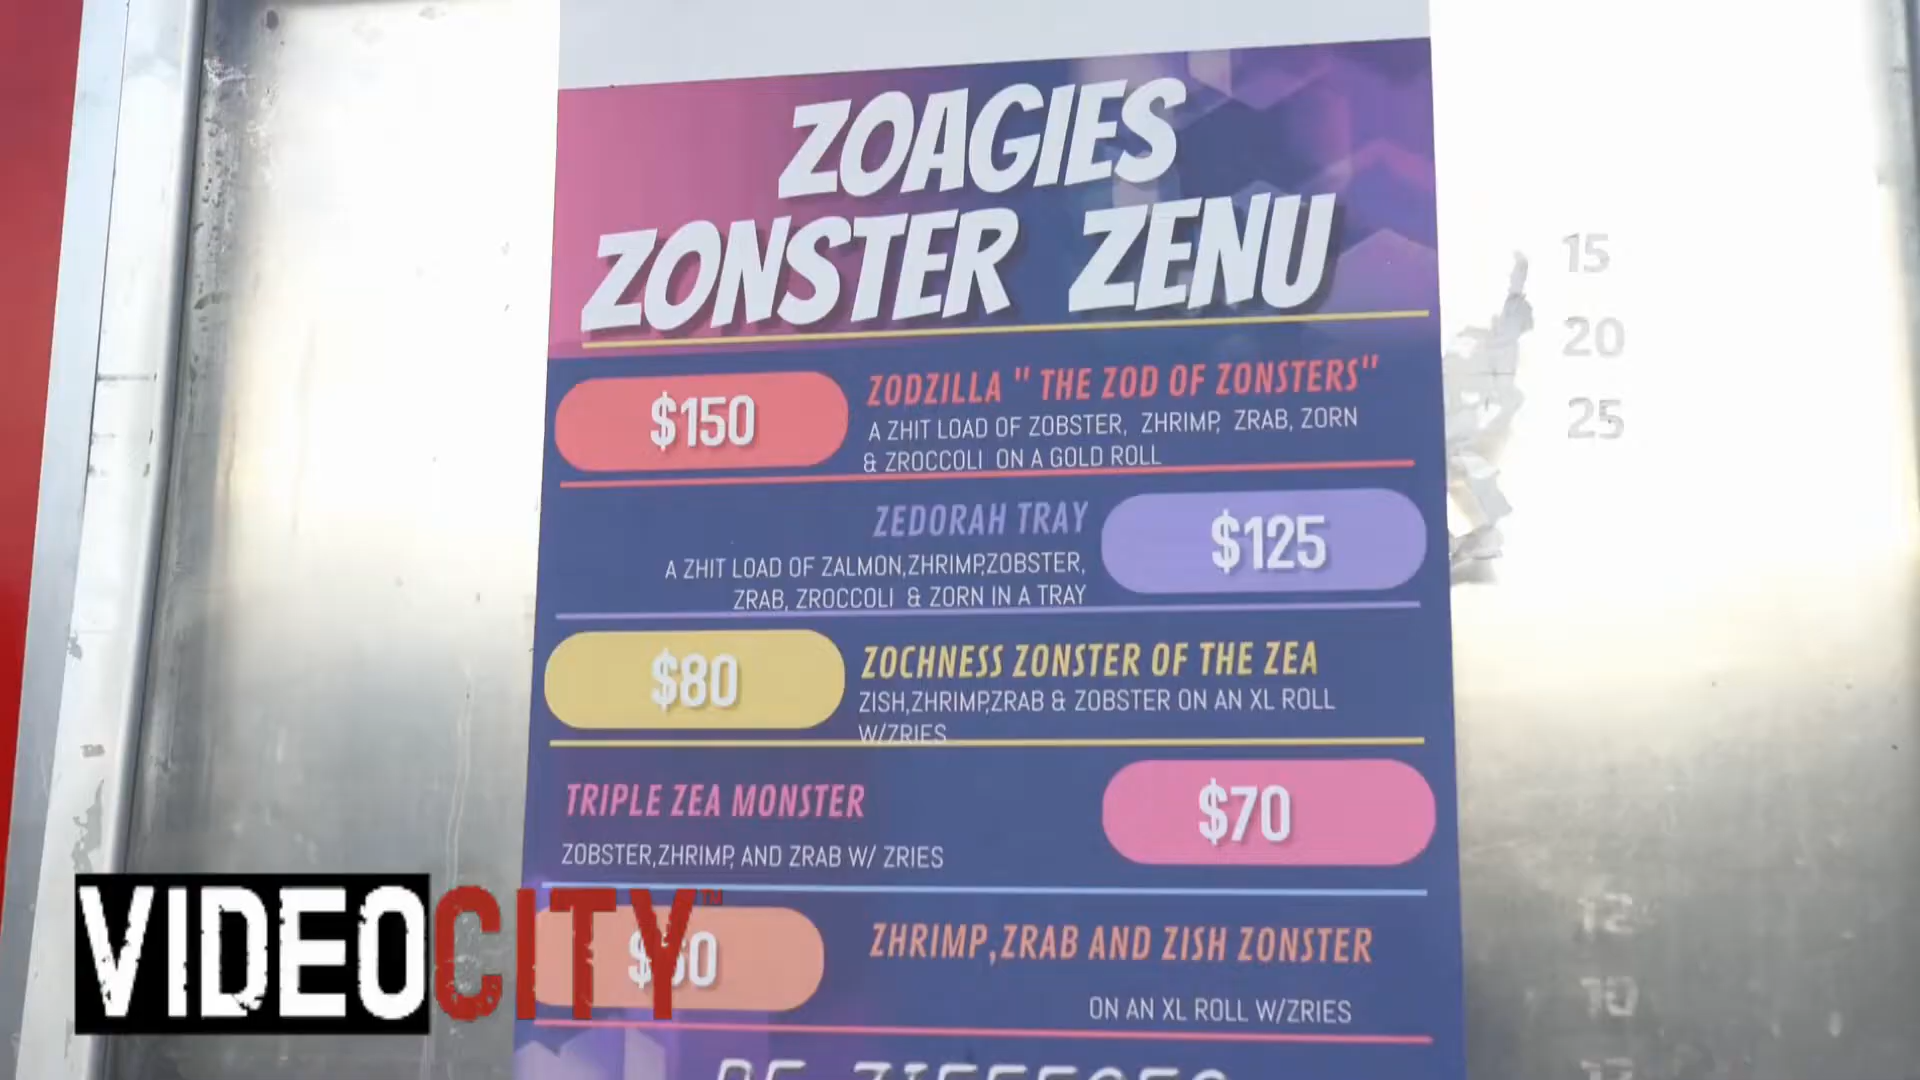 ZOAGIES
ZONSTER ZENU
15
20
25
$150
ZODZILLA " THE ZOD OF ZONSTERS"
A ZHIT LOAD OF ZOBSTER, ZHRIMP, ZRAB, ZORN
& ZROCCOLI ON A GOLD ROLL
ZEDORAH TRAY
$125
A ZHIT LOAD OF ZALMON,ZHRIMP,ZOBSTER,
ZRAB, ZROCCOLI & ZORN IN A TRAY
$80
ZOCHNESS ZONSTER OF THE ZEA
ZISH,ZHRIMP,ZRAB & ZOBSTER ON AN XL ROLL
W/ZRIES
TRIPLE ZEA MONSTER
$70
ZOBSTER,ZHRIMP, AND ZRAB W/ ZRIES
ZHRIMP,ZRAB AND ZISH ZONSTER
ON AN XL ROLL W/ZRIES
12
10
VIDEOCITY™